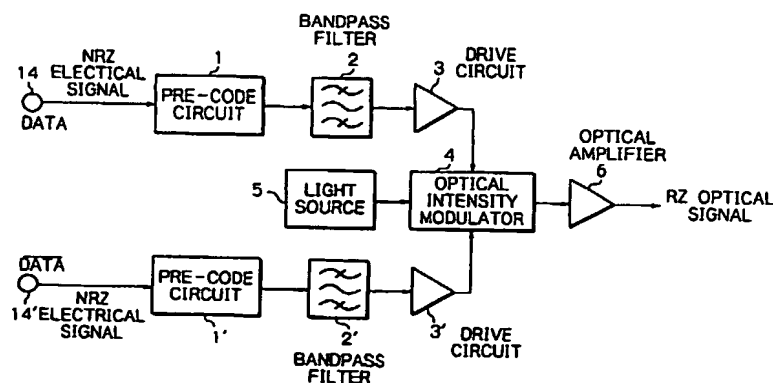 BANDPASS
FILTER
1
2
3
DRIVE
CIRCUIT
14
NRZ
ELECTICAL
SIGNAL
DATA
PRE-CODE
CIRCUIT
OPTICAL
AMPLIFIER
4
6
5
LIGHT
SOURCE
OPTICAL
INTENSITY
MODULATOR
RZ OPTICAL
SIGNAL
DATA
14'
NRZ
ELECTRICAL
SIGNAL
PRE-CODE
CIRCUIT
1'
2'
3'
BANDPASS
FILTER
DRIVE
CIRCUIT